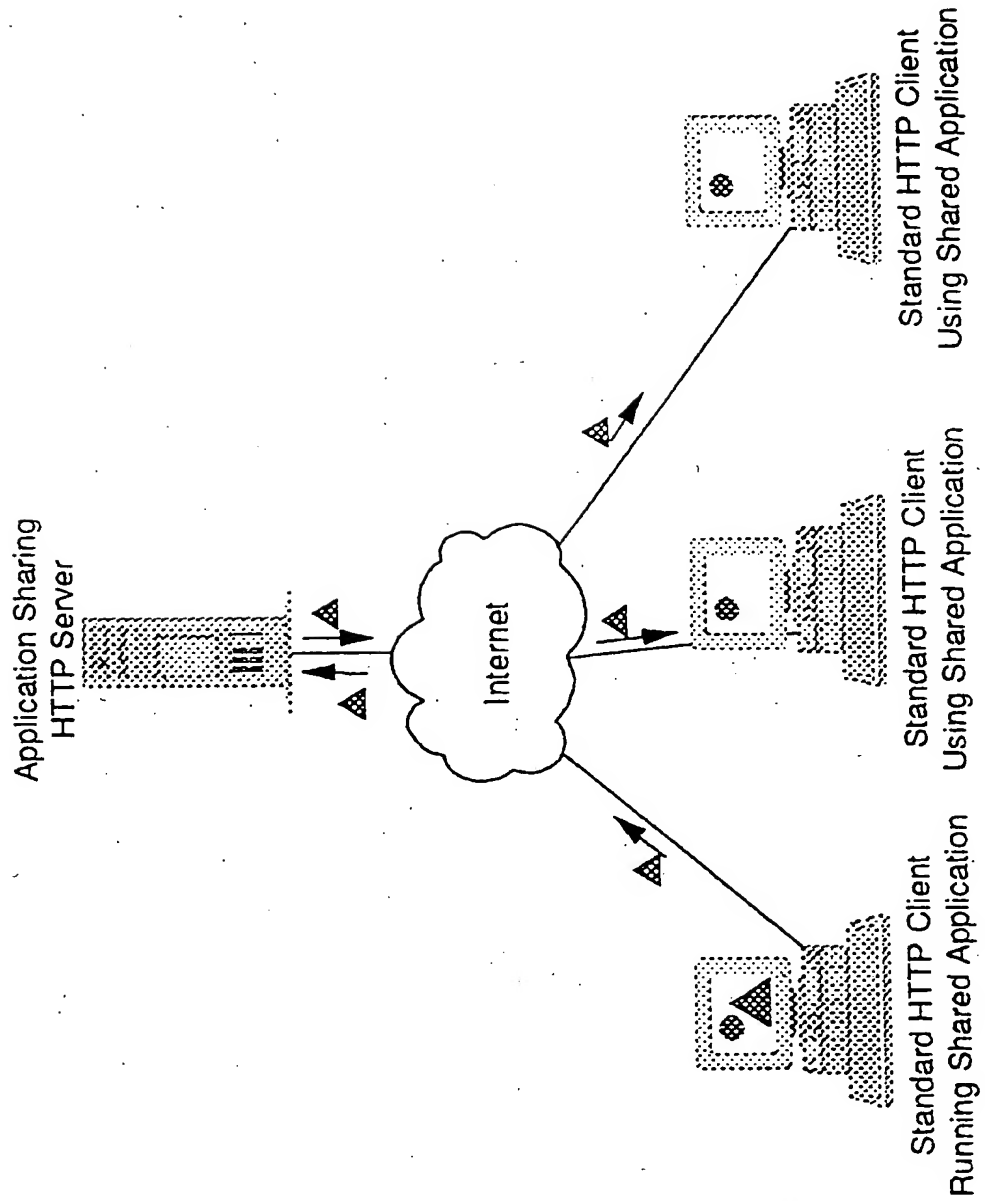 Application Sharing
HTTP Server
Internet
Standard HTTP Client
Running Shared Application
Standard HTTP Client
Using Shared Application
Standard HTTP Client
Using Shared Application